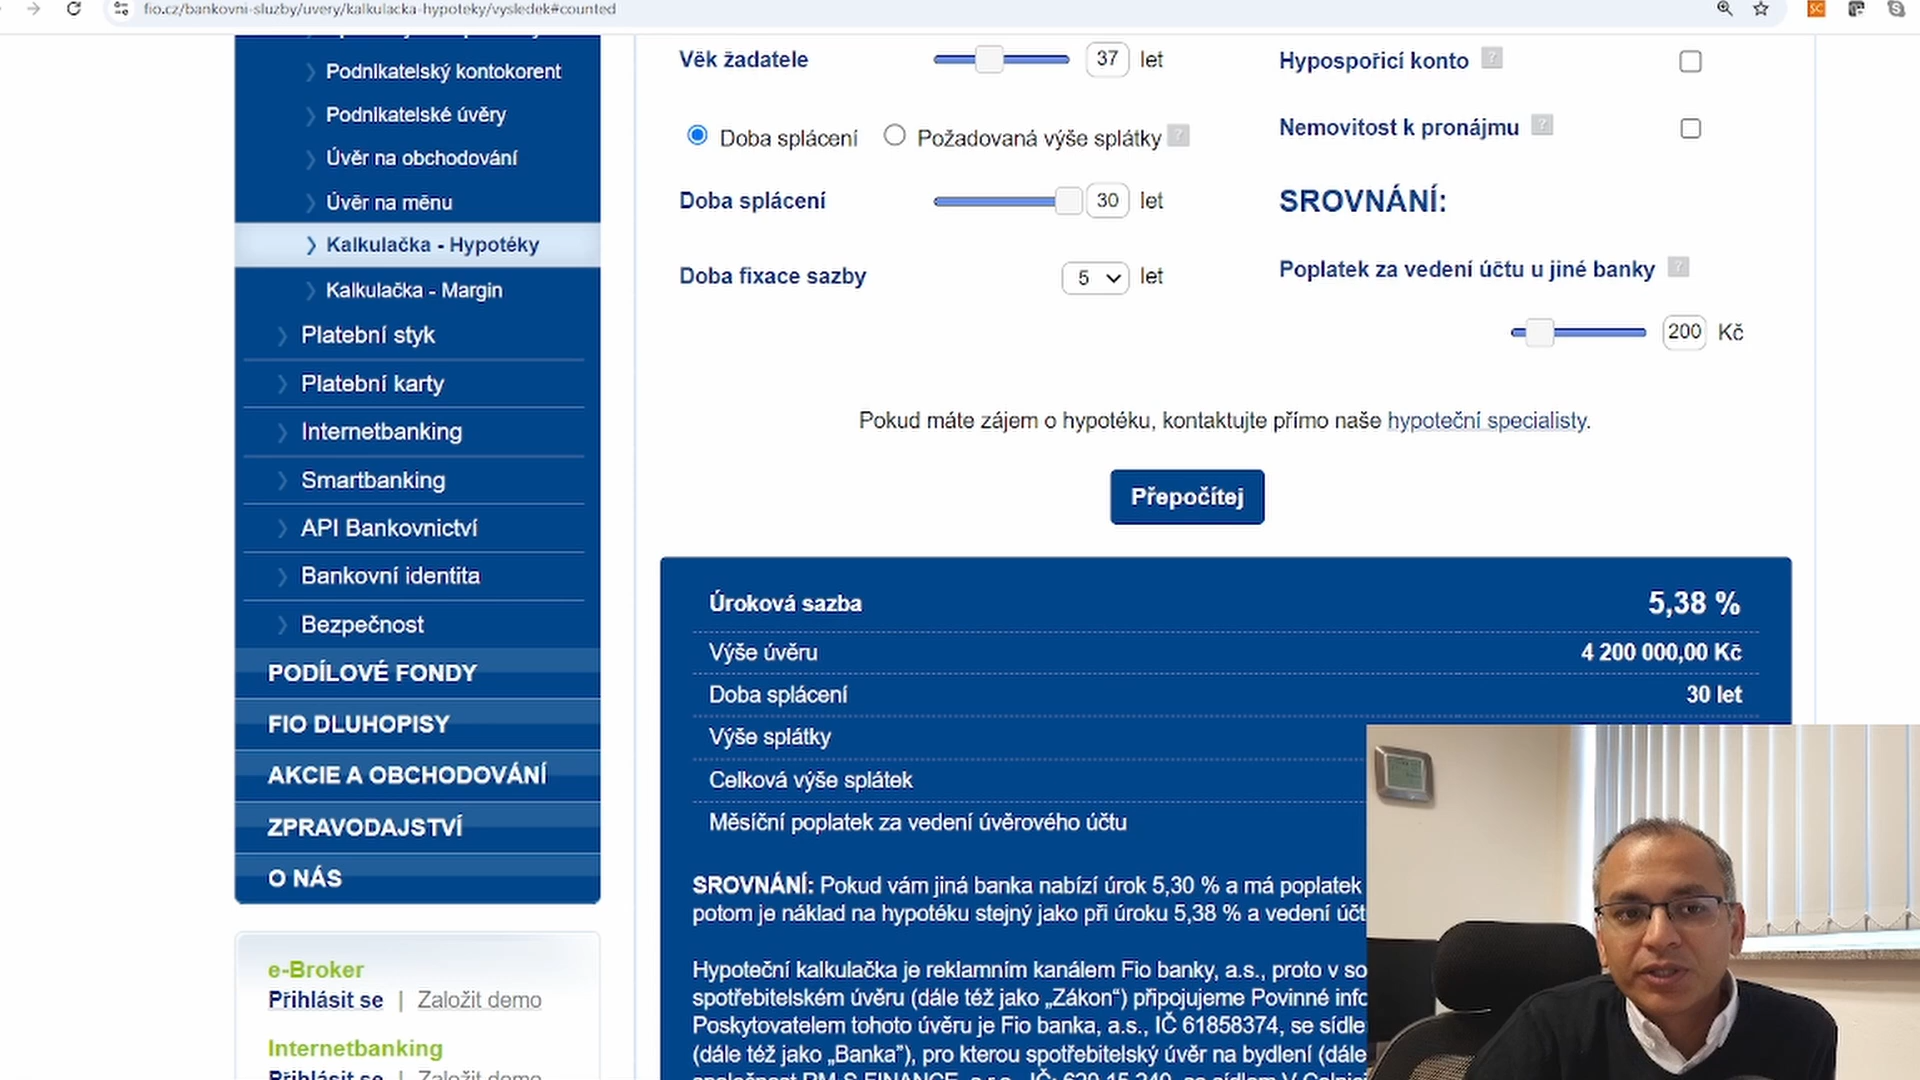 fio.cz/bankovni-sluzby/uvery/kalkulacka-hypoteky/vysledek#counted
Podnikatelský kontokorent
Podnikatelské úvěry
Úvěr na obchodování
Úvěr na měnu
Kalkulačka - Hypotéky
Kalkulačka - Margin
Platební styk
Platební karty
Internetbanking
Smartbanking
API Bankovnictví
Bankovní identita
Bezpečnost
PODÍLOVÉ FONDY
FIO DLUHOPISY
AKCIE A OBCHODOVÁNÍ
ZPRAVODAJSTVÍ
O NÁS
e-Broker
Přihlásit se | Založit demo
Internetbanking
Přihlásit se | Založit demo
Věk žadatele 37 let
Doba splácení Požadovaná výše splátky ?
Doba splácení 30 let
Doba fixace sazby 5 let
Hypospořicí konto ?
Nemovitost k pronájmu ?
SROVNÁNÍ:
Poplatek za vedení účtu u jiné banky ?
200 Kč
Pokud máte zájem o hypotéku, kontaktujte přímo naše hypoteční specialisty.
Přepočítej
Úroková sazba 5,38 %
Výše úvěru 4 200 000,00 Kč
Doba splácení 30 let
Výše splátky
Celková výše splátek
Měsíční poplatek za vedení úvěrového účtu
SROVNÁNÍ: Pokud vám jiná banka nabízí úrok 5,30 % a má poplatek
potom je náklad na hypotéku stejný jako při úroku 5,38 % a vedení
Hypoteční kalkulačka je reklamním kanálem Fio banky, a.s., proto v
spotřebitelském úvěru (dále též jako „Zákon“) připojujeme Povinné
Poskytovatelem tohoto úvěru je Fio banka, a.s., IČ 61858374, se
(dále též jako „Banka”), pro kterou spotřebitelský úvěr na bydlení (dále